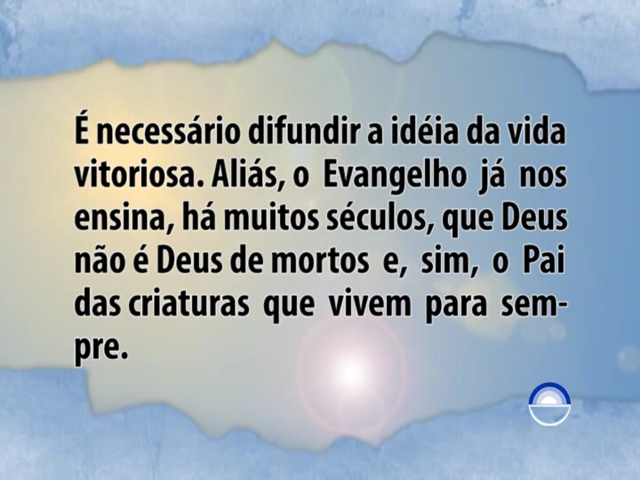 É necessário difundir a idéia da vida
vitoriosa. Aliás, o Evangelho já nos
ensina, há muitos séculos, que Deus
não é Deus de mortos e, sim, o Pai
das criaturas que vivem para sem-
pre.